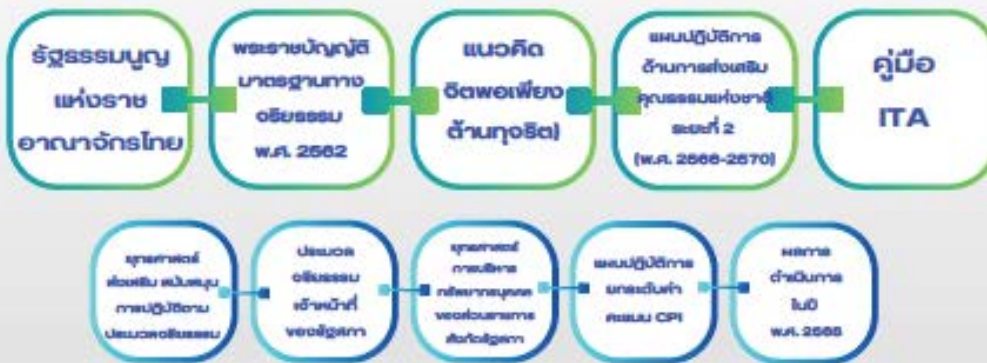 รัฐธรรมนูญ
แห่งราช
อาณาจักรไทย
พระราชบัญญัติ
มาตรฐานทาง
จริยธรรม
พ.ศ. 2562
แนวคิด
จิตพอเพียง
ต้านทุจริต)
แผนปฏิบัติการ
ด้านการส่งเสริม
คุณธรรมแห่งชาติ
ระยะที่ 2
(พ.ศ. 2566-2570)
คู่มือ
ITA
ยุทธศาสตร์
ส่งเสริม สนับสนุน
การปฏิบัติตาม
ประมวลจริยธรรม
ประมวล
จริยธรรม
เจ้าหน้าที่
ของรัฐสภา
ยุทธศาสตร์
การบริหาร
ทรัพยากรบุคคล
ของส่วนราชการ
สังกัดรัฐสภา
แผนปฏิบัติการ
ยกระดับค่า
คะแนน CPI
ผลการ
ดำเนินการ
ในปี
พ.ศ.